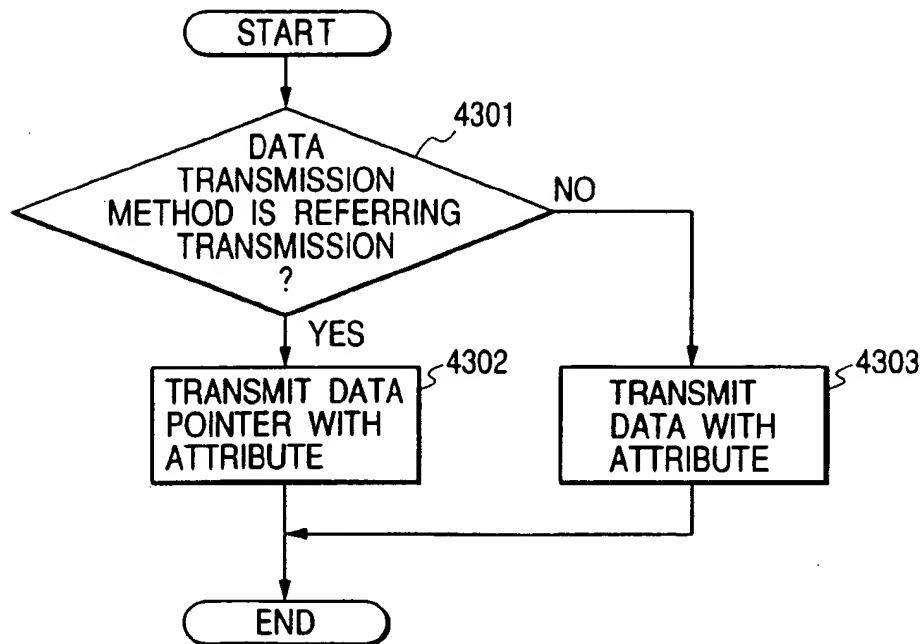 START
4301
DATA
TRANSMISSION
METHOD IS REFERRING
TRANSMISSION
?
NO
YES
4302
TRANSMIT DATA
POINTER WITH
ATTRIBUTE
4303
TRANSMIT
DATA WITH
ATTRIBUTE
END